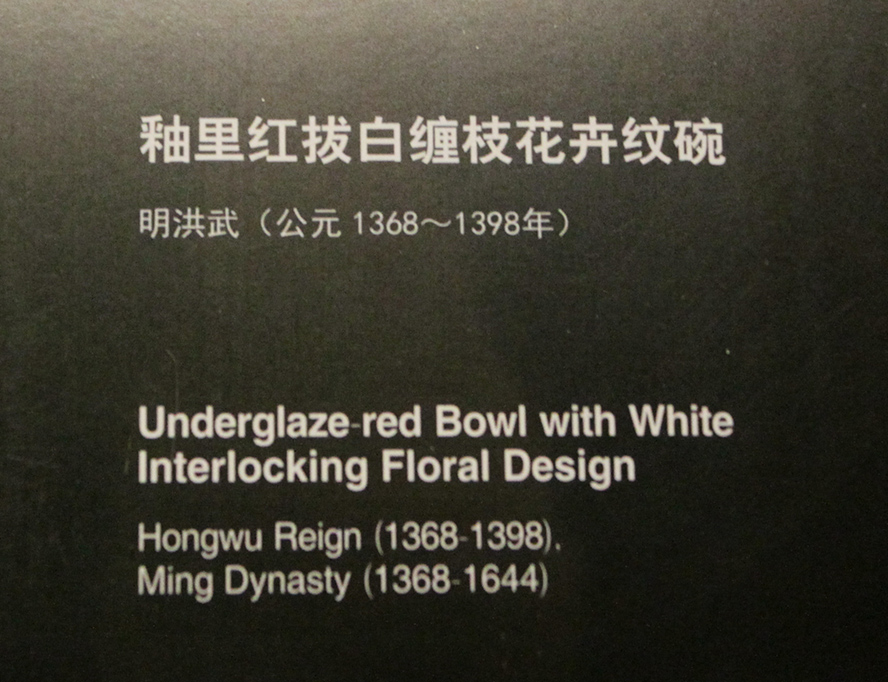 釉里红拔白缠枝花卉纹碗
明洪武（公元 1368～1398年）
Underglaze-red Bowl with White
Interlocking Floral Design
Hongwu Reign (1368-1398),
Ming Dynasty (1368-1644)